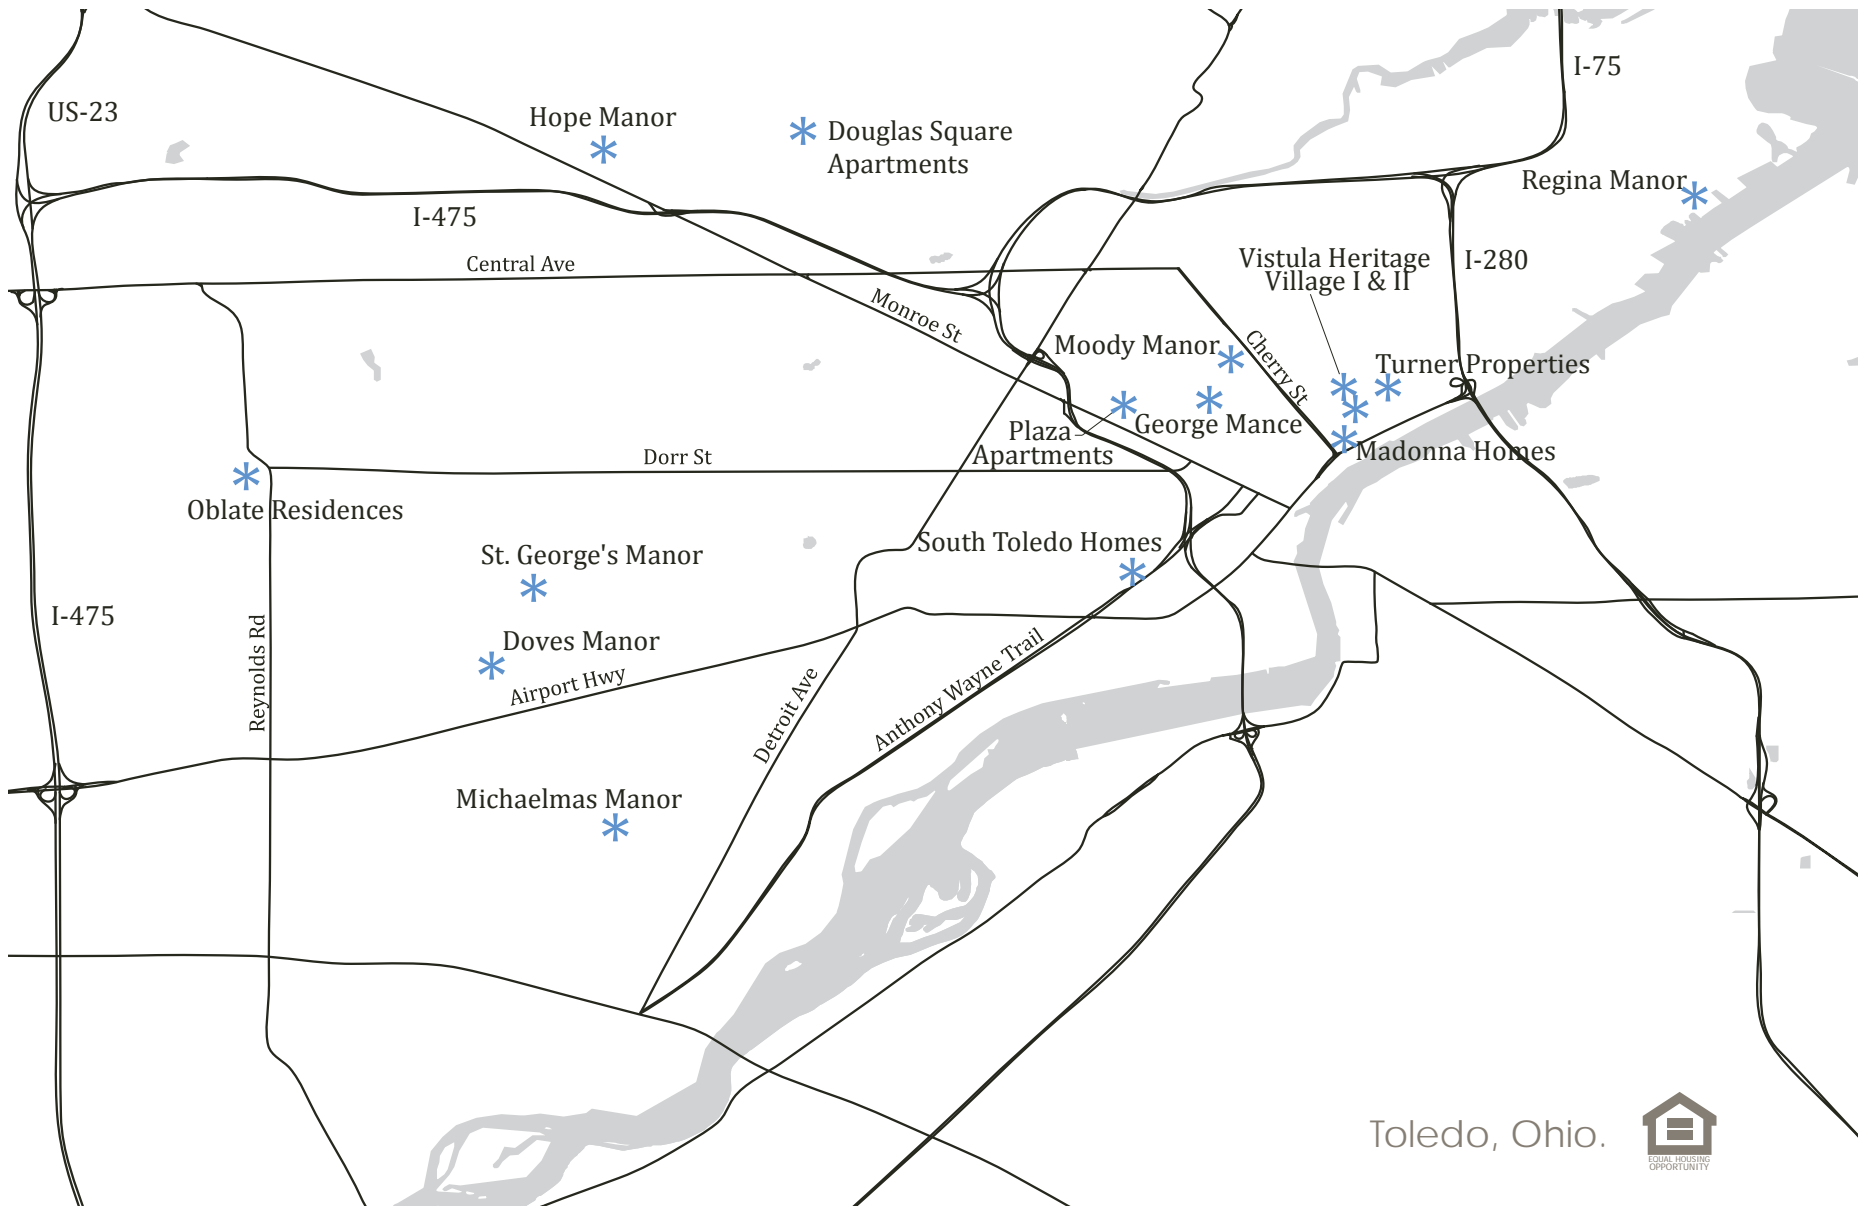 I-75
US-23
Hope Manor
Douglas Square
Apartments
Regina Manor
I-475
Central Ave
Vistula Heritage
Village I & II
I-280
Monroe St
Moody Manor
Cherry St
Turner Properties
George Mance
Plaza
Apartments
Madonna Homes
Dorr St
Oblate Residences
South Toledo Homes
St. George's Manor
I-475
Reynolds Rd
Doves Manor
Airport Hwy
Detroit Ave
Anthony Wayne Trail
Michaelmas Manor
Toledo, Ohio.
EQUAL HOUSING
OPPORTUNITY